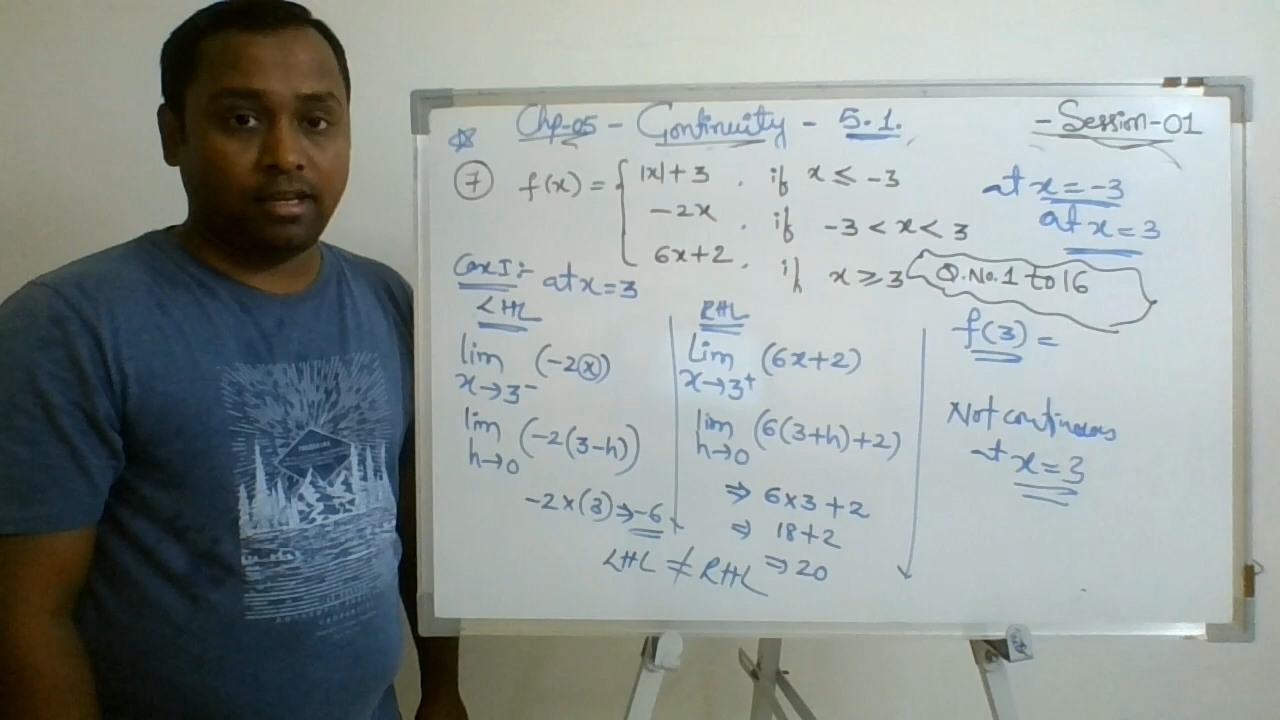 Chp-05 - Continuity - 5.1. - Session-01
⑦ f(x) = { |x|+3 . if x ≤ -3
-2x . if -3 < x < 3
6x+2 . if x ≥ 3
at x = -3
at x = 3
Q.No.1 to 16
Case I :- at x = 3
LHL
lim x→3⁻ (-2x)
lim h→0 (-2(3-h))
-2×(3) → -6
RHL
Lim x→3⁺ (6x+2)
lim h→0 (6(3+h)+2)
⇒ 6×3+2
⇒ 18+2
⇒ 20
LHL ≠ RHL
f(3) =
Not continuous
at x = 3